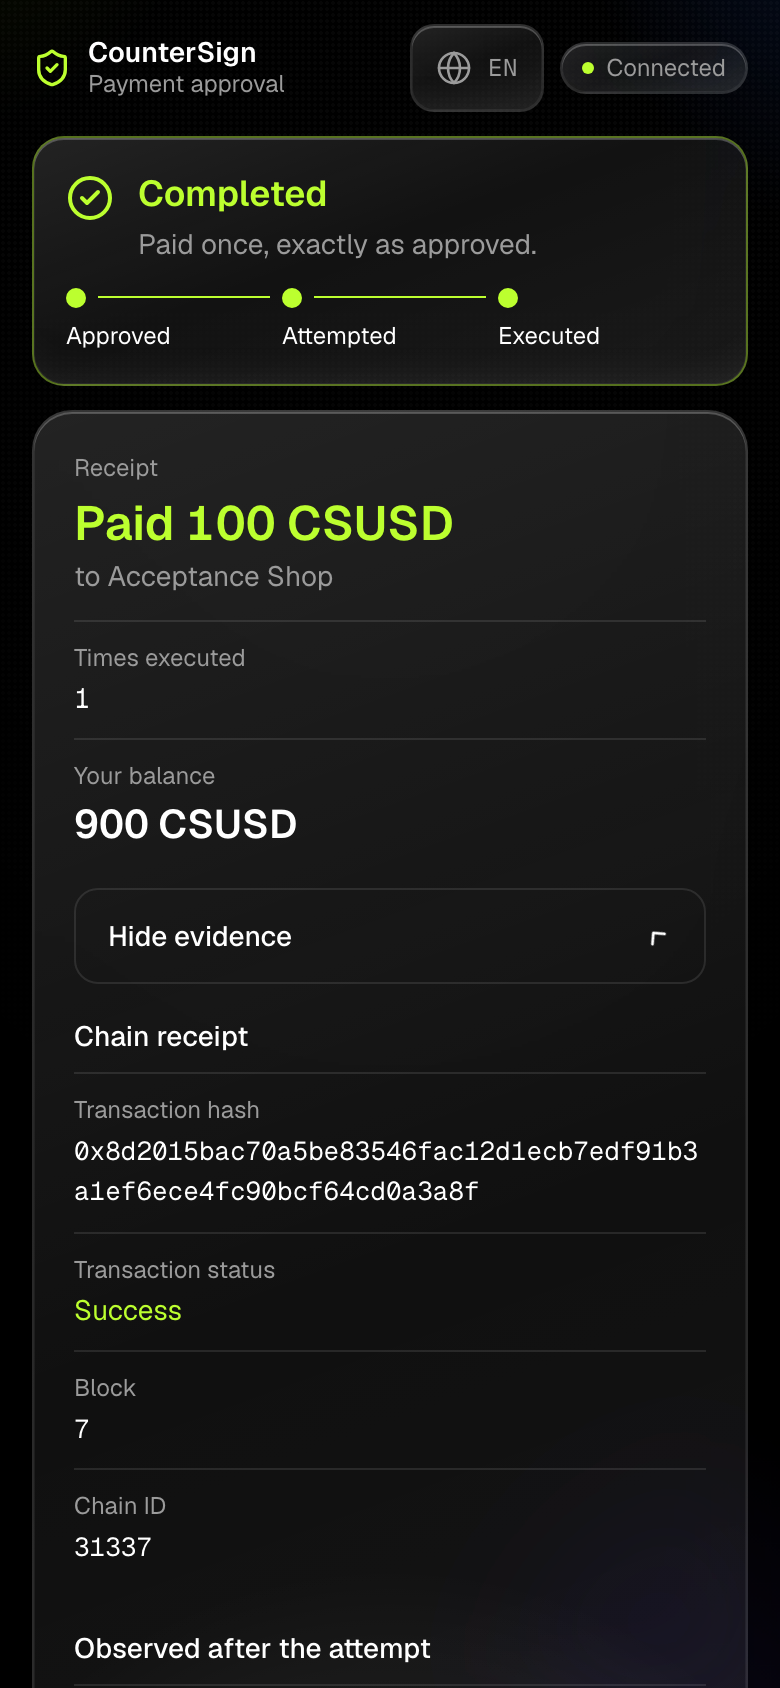 CounterSign
Payment approval
EN
Connected
Completed
Paid once, exactly as approved.
Approved
Attempted
Executed
Receipt
Paid 100 CSUSD
to Acceptance Shop
Times executed
1
Your balance
900 CSUSD
Hide evidence
Chain receipt
Transaction hash
0x8d2015bac70a5be83546fac12d1ecb7edf91b3
a1ef6ece4fc90bcf64cd0a3a8f
Transaction status
Success
Block
7
Chain ID
31337
Observed after the attempt